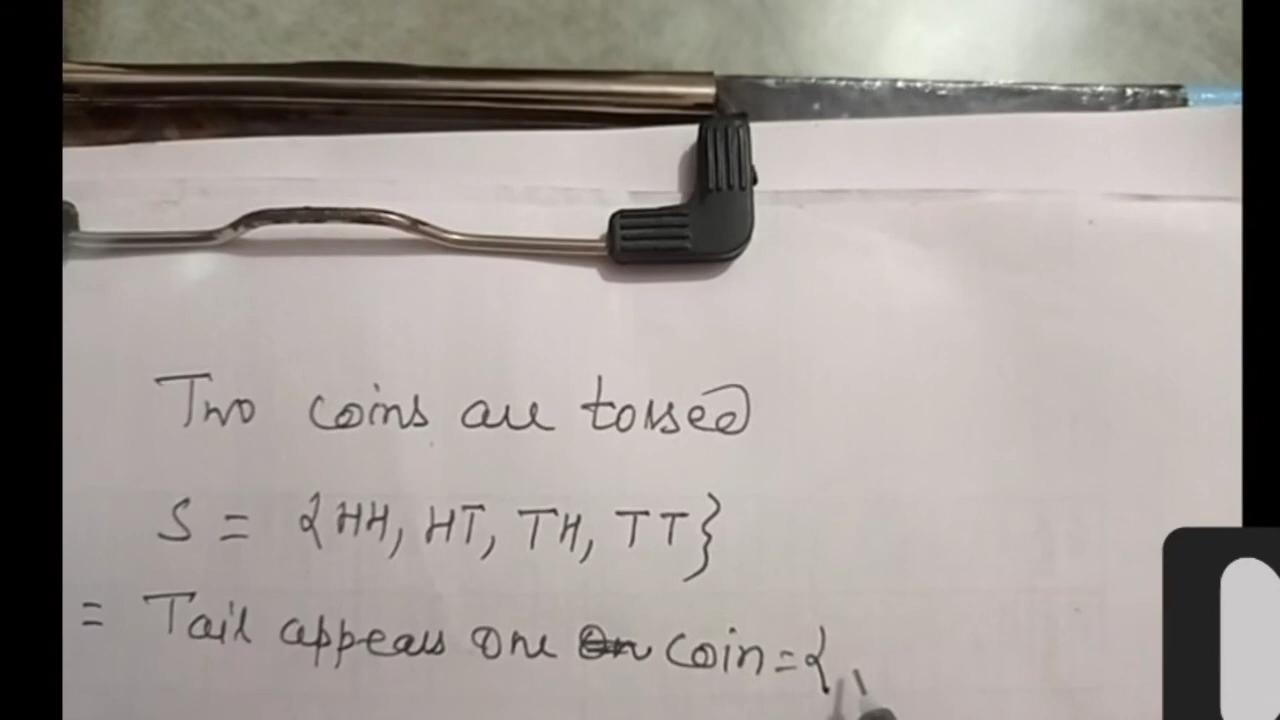 Two coins are tossed
S = {HH, HT, TH, TT}
= Tail appears one coin = {